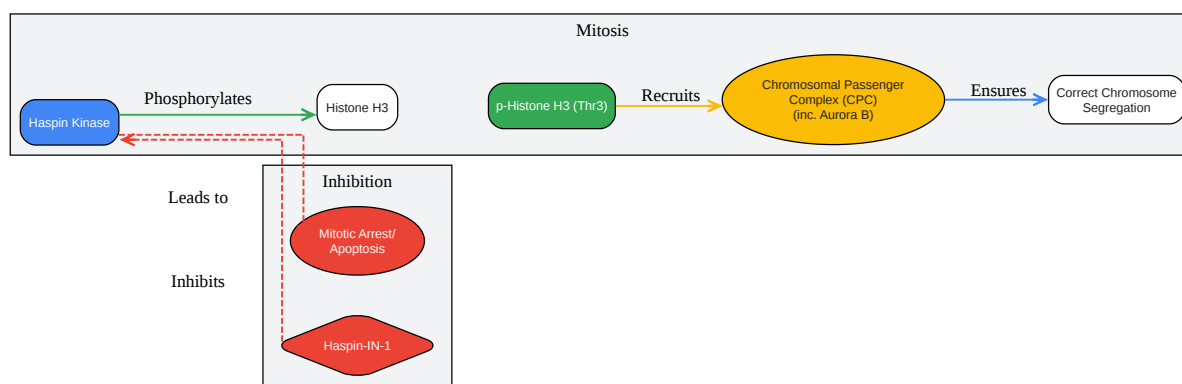 Mitosis
Haspin Kinase
Phosphorylates
Histone H3
p-Histone H3 (Thr3)
Recruits
Chromosomal Passenger
Complex (CPC)
(inc. Aurora B)
Ensures
Correct Chromosome
Segregation
Inhibition
Leads to
Mitotic Arrest/
Apoptosis
Inhibits
Haspin-IN-1